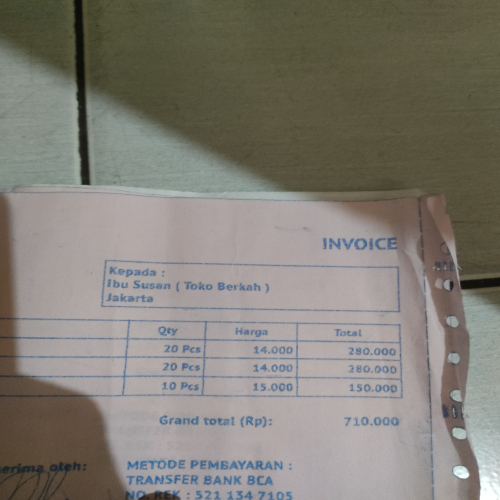 INVOICE
Kepada :
Ibu Susan ( Toko Berkah )
Jakarta
Qty Harga Total
20 Pcs 14.000 280.000
20 Pcs 14.000 280.000
10 Pcs 15.000 150.000
Grand total (Rp): 710.000
erima oleh: METODE PEMBAYARAN :
TRANSFER BANK BCA
NO. REK : 521 134 7105